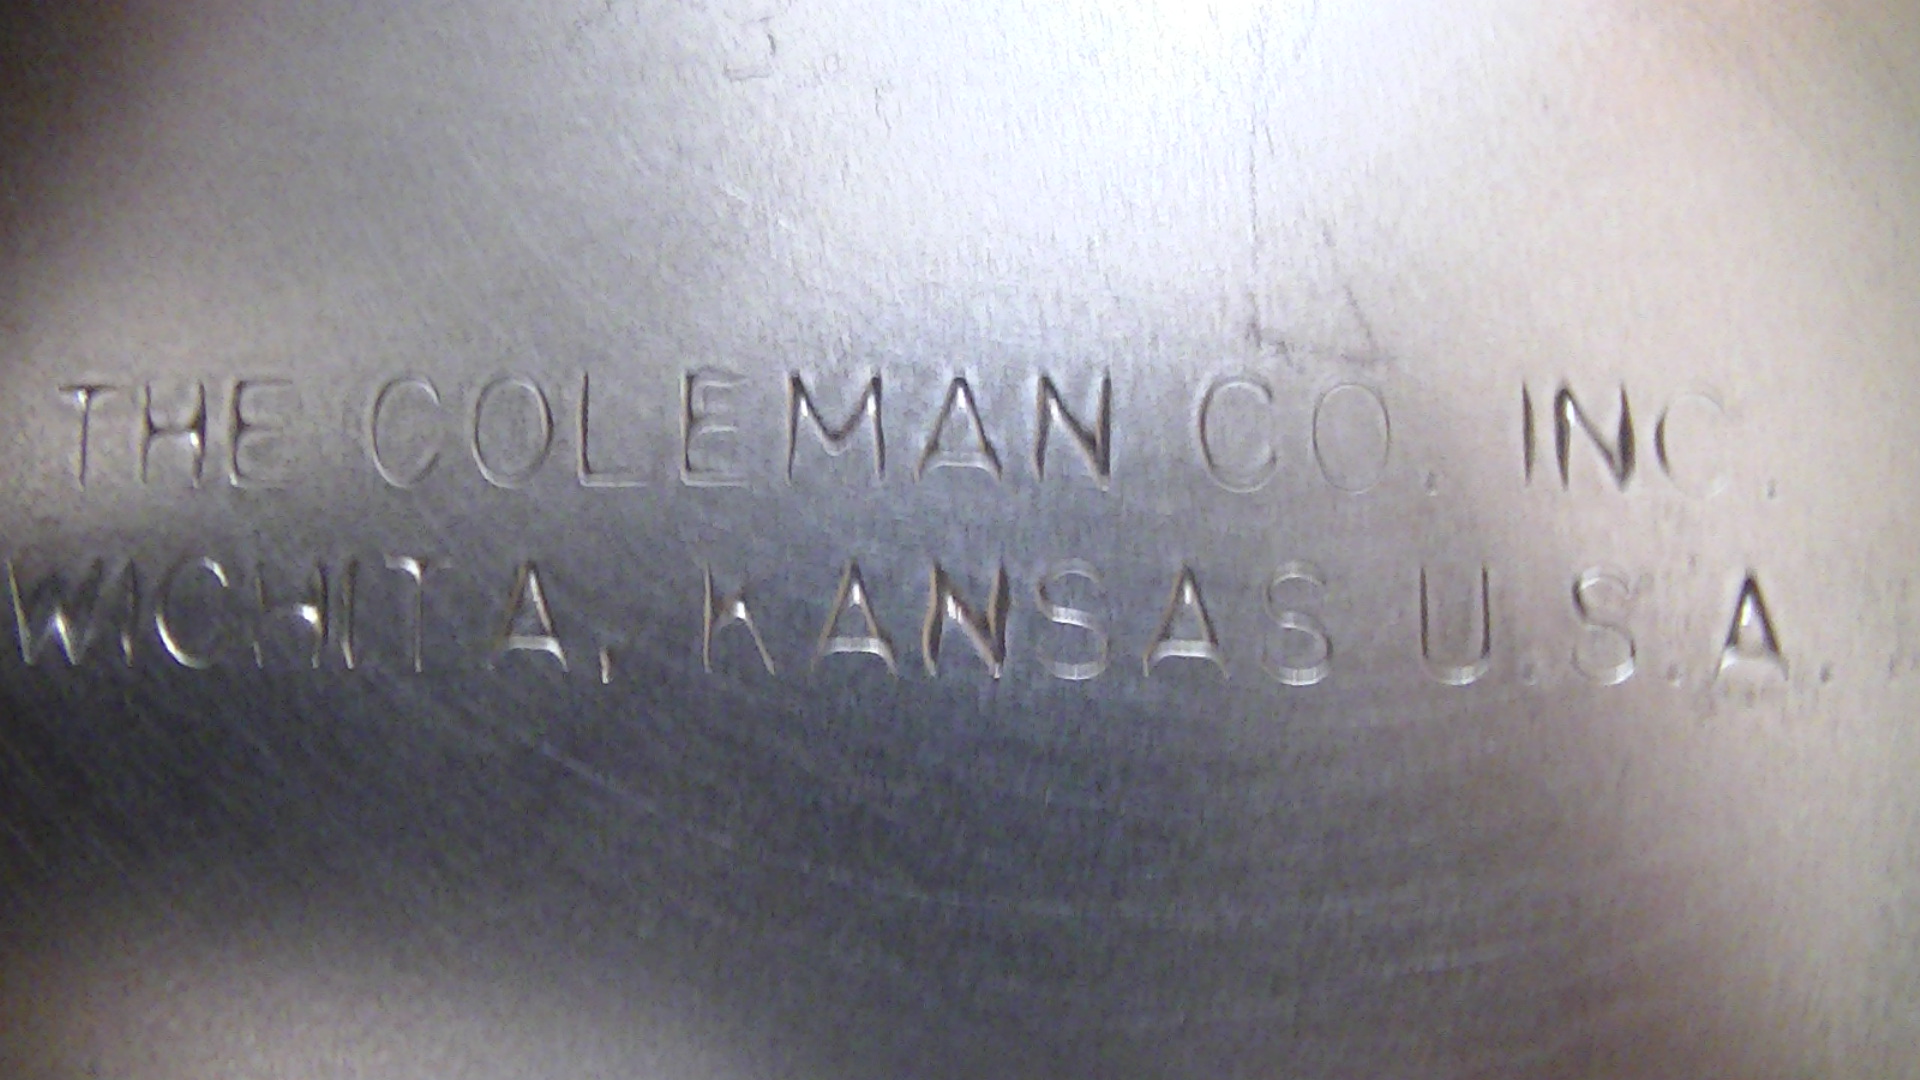 THE COLEMAN CO. INC.
WICHITA, KANSAS U.S.A.